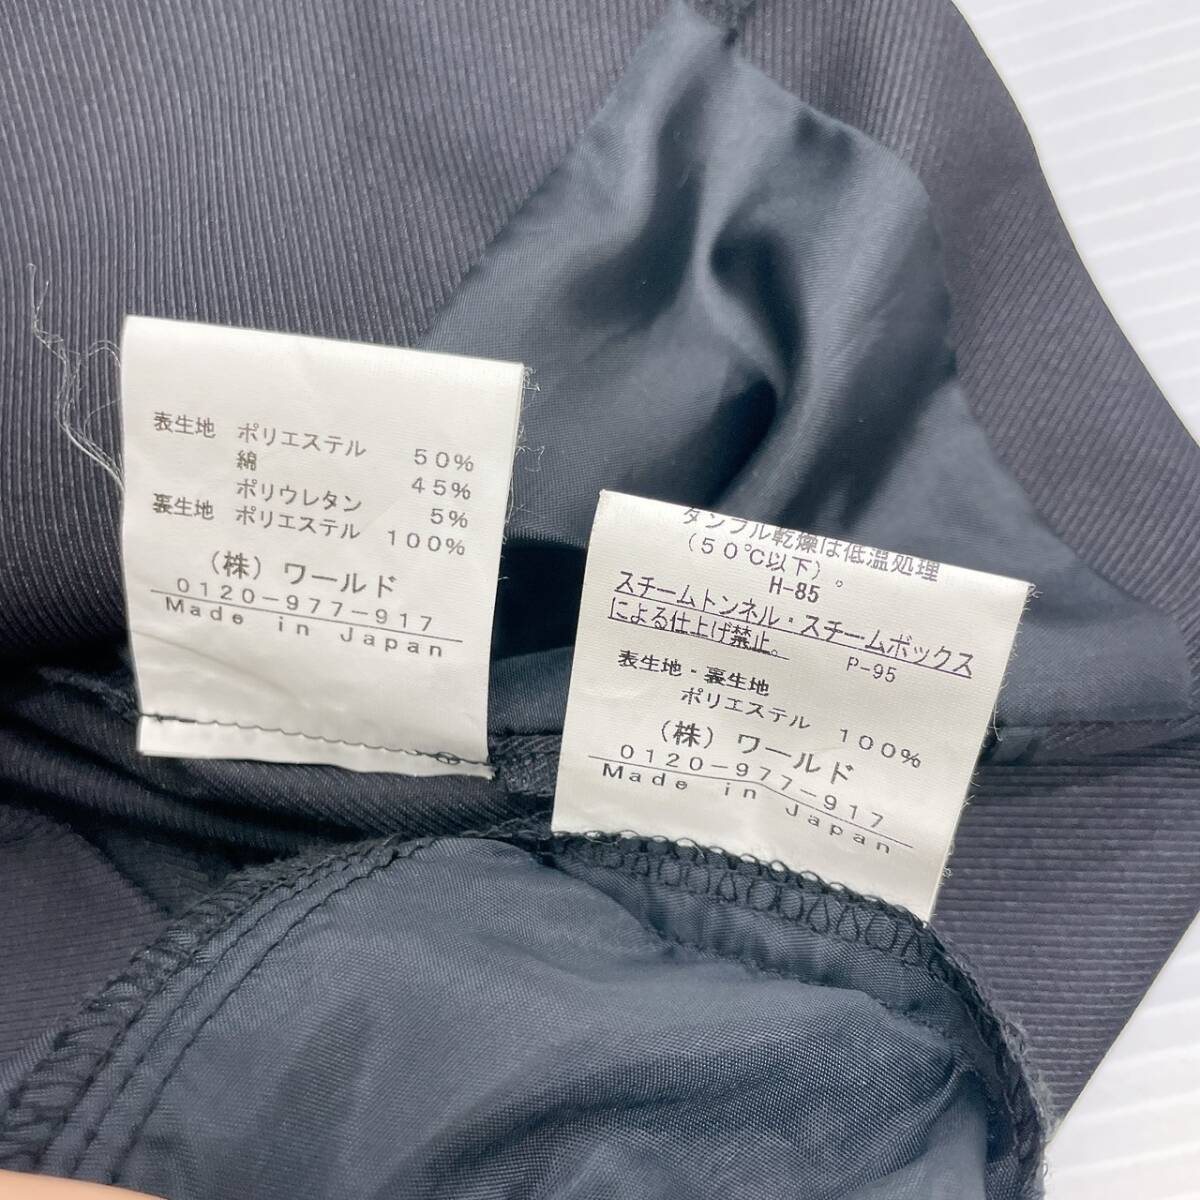 表生地 ポリエステル 50%
綿 45%
ポリウレタン 5%
裏生地 ポリエステル 100%
(株)ワールド
0120-977-917
Made in Japan
タンブル乾燥は低温処理
(50℃以下)。
H-85
スチームトンネル・スチームボックス
による仕上げ禁止。 P-95
表生地・裏生地
ポリエステル 100%
(株)ワールド
0120-977-917
Made in Japan